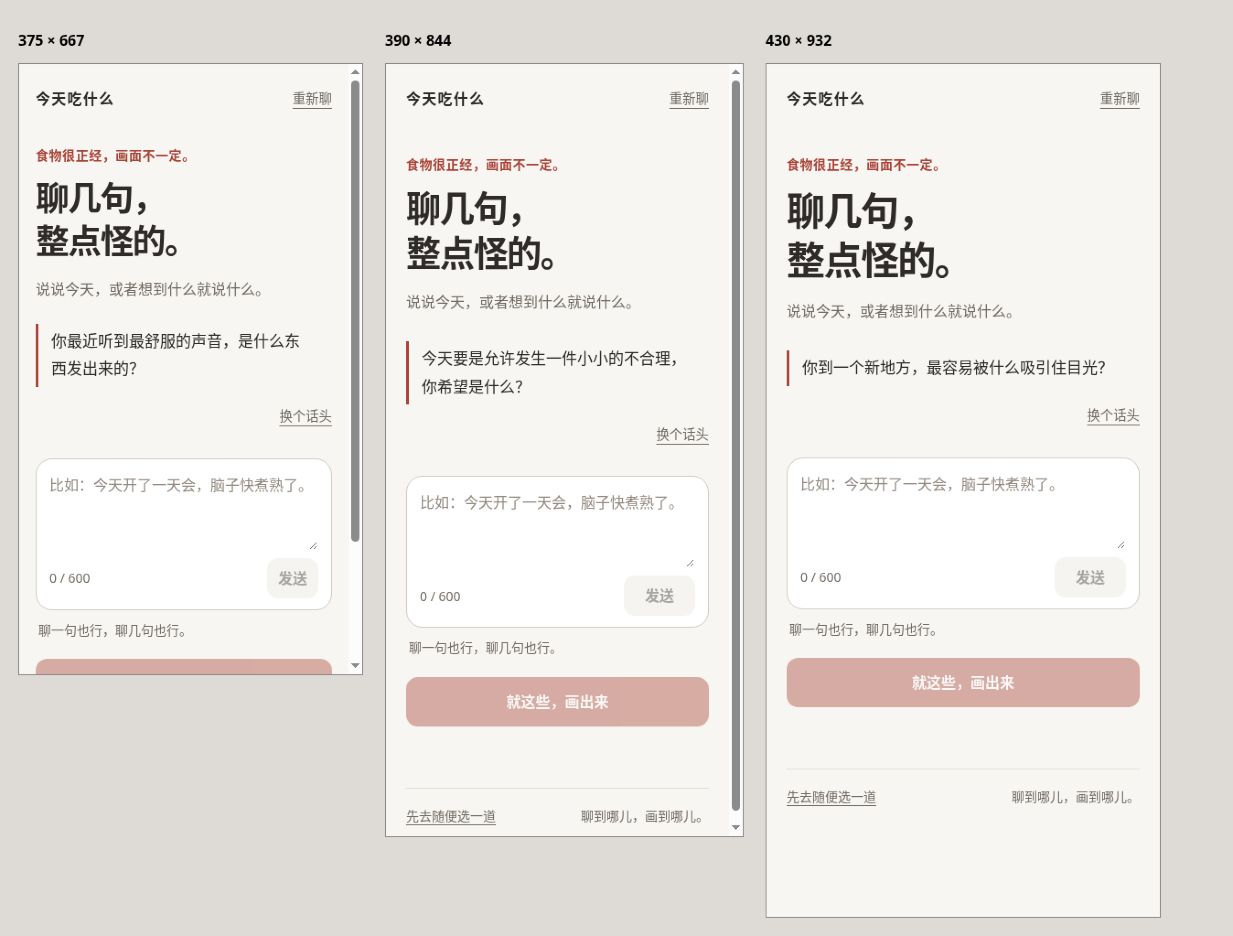 375 × 667
今天吃什么
重新聊
食物很正经，画面不一定。
聊几句，
整点怪的。
说说今天，或者想到什么就说什么。
你最近听到最舒服的声音，是什么东
西发出来的？
换个话头
比如：今天开了一天会，脑子快煮熟了。
0 / 600
发送
聊一句也行，聊几句也行。
390 × 844
今天吃什么
重新聊
食物很正经，画面不一定。
聊几句，
整点怪的。
说说今天，或者想到什么就说什么。
今天要是允许发生一件小小的不合理，
你希望是什么？
换个话头
比如：今天开了一天会，脑子快煮熟了。
0 / 600
发送
聊一句也行，聊几句也行。
就这些，画出来
先去随便选一道
聊到哪儿，画到哪儿。
430 × 932
今天吃什么
重新聊
食物很正经，画面不一定。
聊几句，
整点怪的。
说说今天，或者想到什么就说什么。
你到一个新地方，最容易被什么吸引住目光？
换个话头
比如：今天开了一天会，脑子快煮熟了。
0 / 600
发送
聊一句也行，聊几句也行。
就这些，画出来
先去随便选一道
聊到哪儿，画到哪儿。